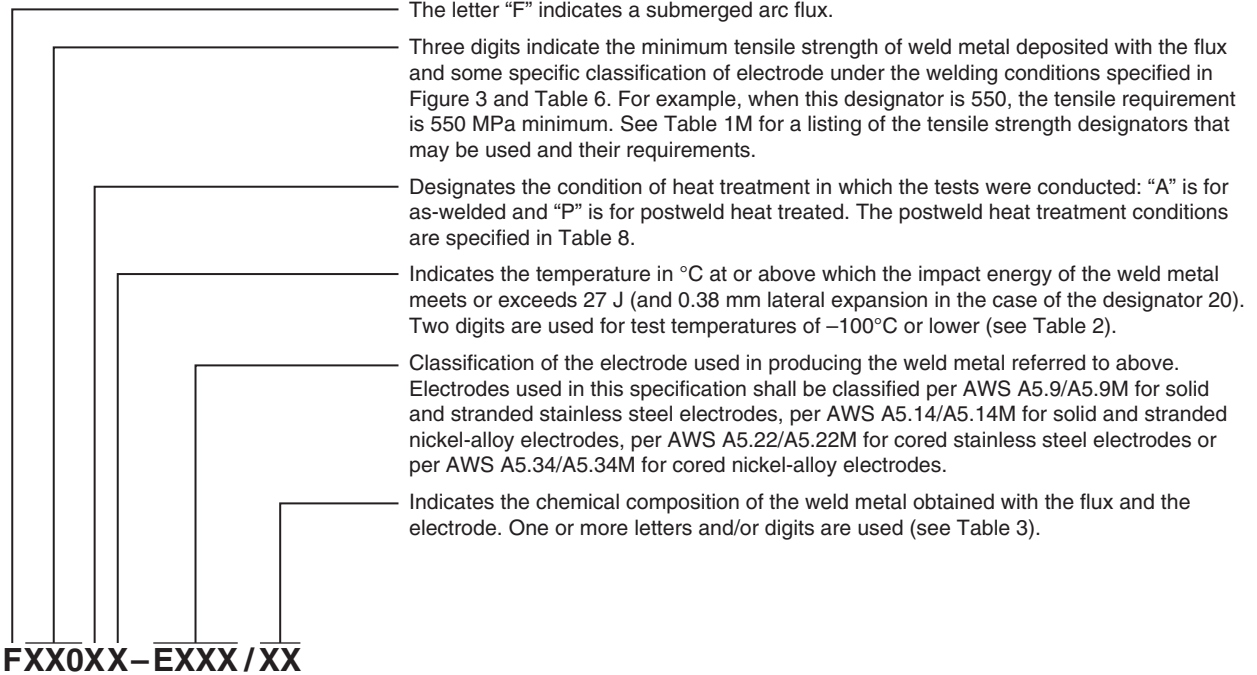 The letter “F” indicates a submerged arc flux.
Three digits indicate the minimum tensile strength of weld metal deposited with the flux
and some specific classification of electrode under the welding conditions specified in
Figure 3 and Table 6. For example, when this designator is 550, the tensile requirement
is 550 MPa minimum. See Table 1M for a listing of the tensile strength designators that
may be used and their requirements.
Designates the condition of heat treatment in which the tests were conducted: “A” is for
as-welded and “P” is for postweld heat treated. The postweld heat treatment conditions
are specified in Table 8.
Indicates the temperature in °C at or above which the impact energy of the weld metal
meets or exceeds 27 J (and 0.38 mm lateral expansion in the case of the designator 20).
Two digits are used for test temperatures of –100°C or lower (see Table 2).
Classification of the electrode used in producing the weld metal referred to above.
Electrodes used in this specification shall be classified per AWS A5.9/A5.9M for solid
and stranded stainless steel electrodes, per AWS A5.14/A5.14M for solid and stranded
nickel-alloy electrodes, per AWS A5.22/A5.22M for cored stainless steel electrodes or
per AWS A5.34/A5.34M for cored nickel-alloy electrodes.
Indicates the chemical composition of the weld metal obtained with the flux and the
electrode. One or more letters and/or digits are used (see Table 3).
FXX0XX–EXXX/XX